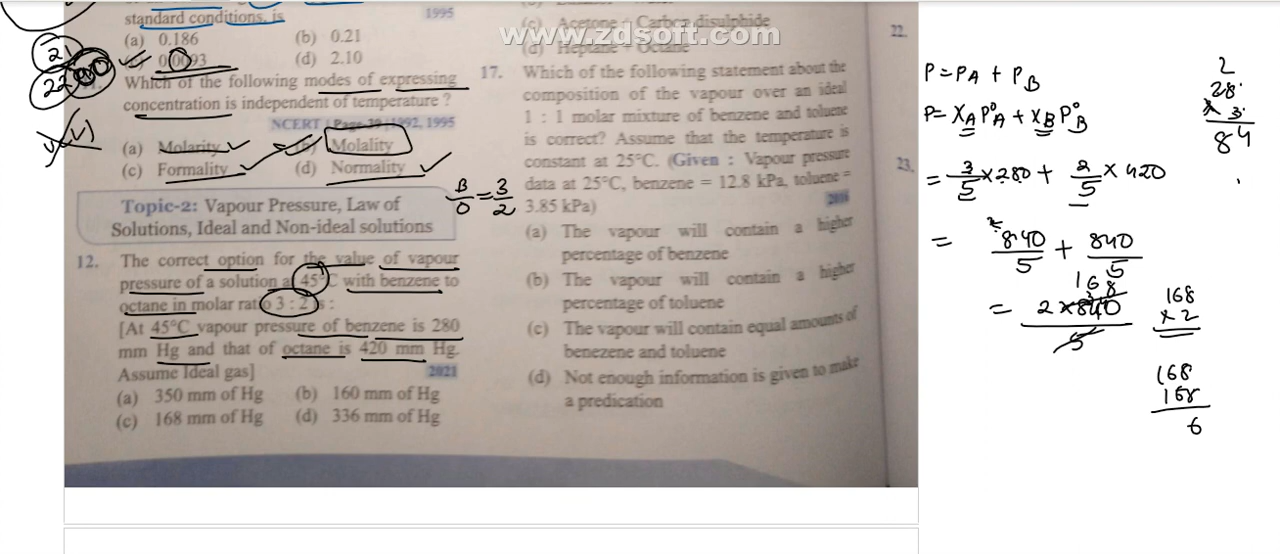 standard conditions, is
1995
(a) 0.186
(b) 0.21
(d) 2.10
Which of the following modes of expressing
concentration is independent of temperature ?
NCERT Page-39 | 1992, 1995
(a) Molarity
Molality
(c) Formality
(d) Normality
Topic-2: Vapour Pressure, Law of
Solutions, Ideal and Non-ideal solutions
B/O = 3/2
12. The correct option for the value of vapour
pressure of a solution at 45°C with benzene to
octane in molar ratio 3 : 2 is :
[At 45°C vapour pressure of benzene is 280
mm Hg and that of octane is 420 mm Hg.
Assume Ideal gas]
2021
(a) 350 mm of Hg
(b) 160 mm of Hg
(c) 168 mm of Hg
(d) 336 mm of Hg
(c) Acetone + Carbon disulphide
www.zdsoft.com
(d) Heptane + Octane
17. Which of the following statement about the
composition of the vapour over an ideal
1 : 1 molar mixture of benzene and toluene
is correct? Assume that the temperature is
constant at 25°C. (Given : Vapour pressure
data at 25°C, benzene = 12.8 kPa, toluene =
3.85 kPa)
2016
(a) The vapour will contain a higher
percentage of benzene
(b) The vapour will contain a higher
percentage of toluene
(c) The vapour will contain equal amounts of
benezene and toluene
(d) Not enough information is given to make
a predication
22.
23.
P = PA + PB
P = XA P°A + XB P°B
= 3/5 × 280 + 2/5 × 420
= 840/5 + 840/5
168
= 2 × 840
5
2
28
× 3
84
168
× 2
168
168
6